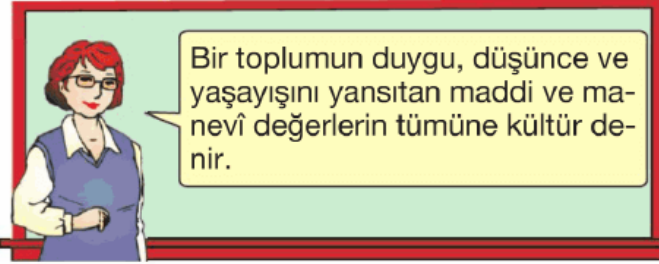 Bir toplumun duygu, düşünce ve
yaşayışını yansıtan maddi ve ma-
nevî değerlerin tümüne kültür de-
nir.